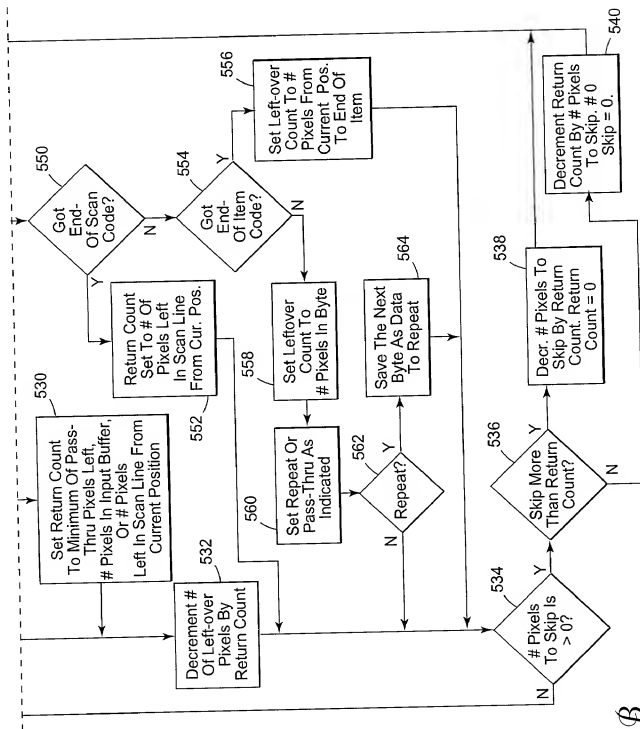 530
Set Return Count
To Minimum Of Pass-
Thru Pixels Left,
# Pixels In Input Buffer,
Or # Pixels
Left In Scan Line From
Current Position
532
Decrement #
Of Left-over
Pixels By
Return Count
550
Got
End-
Of Scan
Code?
Y
N
552
Return Count
Set To # Of
Pixels Left
In Scan Line
From Cur. Pos.
554
Got
End-
Of Item
Code?
Y
N
556
Set Left-over
Count To #
Pixels From
Current Pos.
To End Of
Item
558
Set Leftover
Count To
# Pixels In Byte
560
Set Repeat Or
Pass-Thru As
Indicated
562
Repeat?
Y
N
564
Save The Next
Byte As Data
To Repeat
534
# Pixels
To Skip Is
> 0?
Y
N
536
Skip More
Than Return
Count?
Y
N
538
Decr. # Pixels To
Skip By Return
Count. Return
Count = 0
540
Decrement Return
Count By # Pixels
To Skip. # 0
Skip = 0.
B